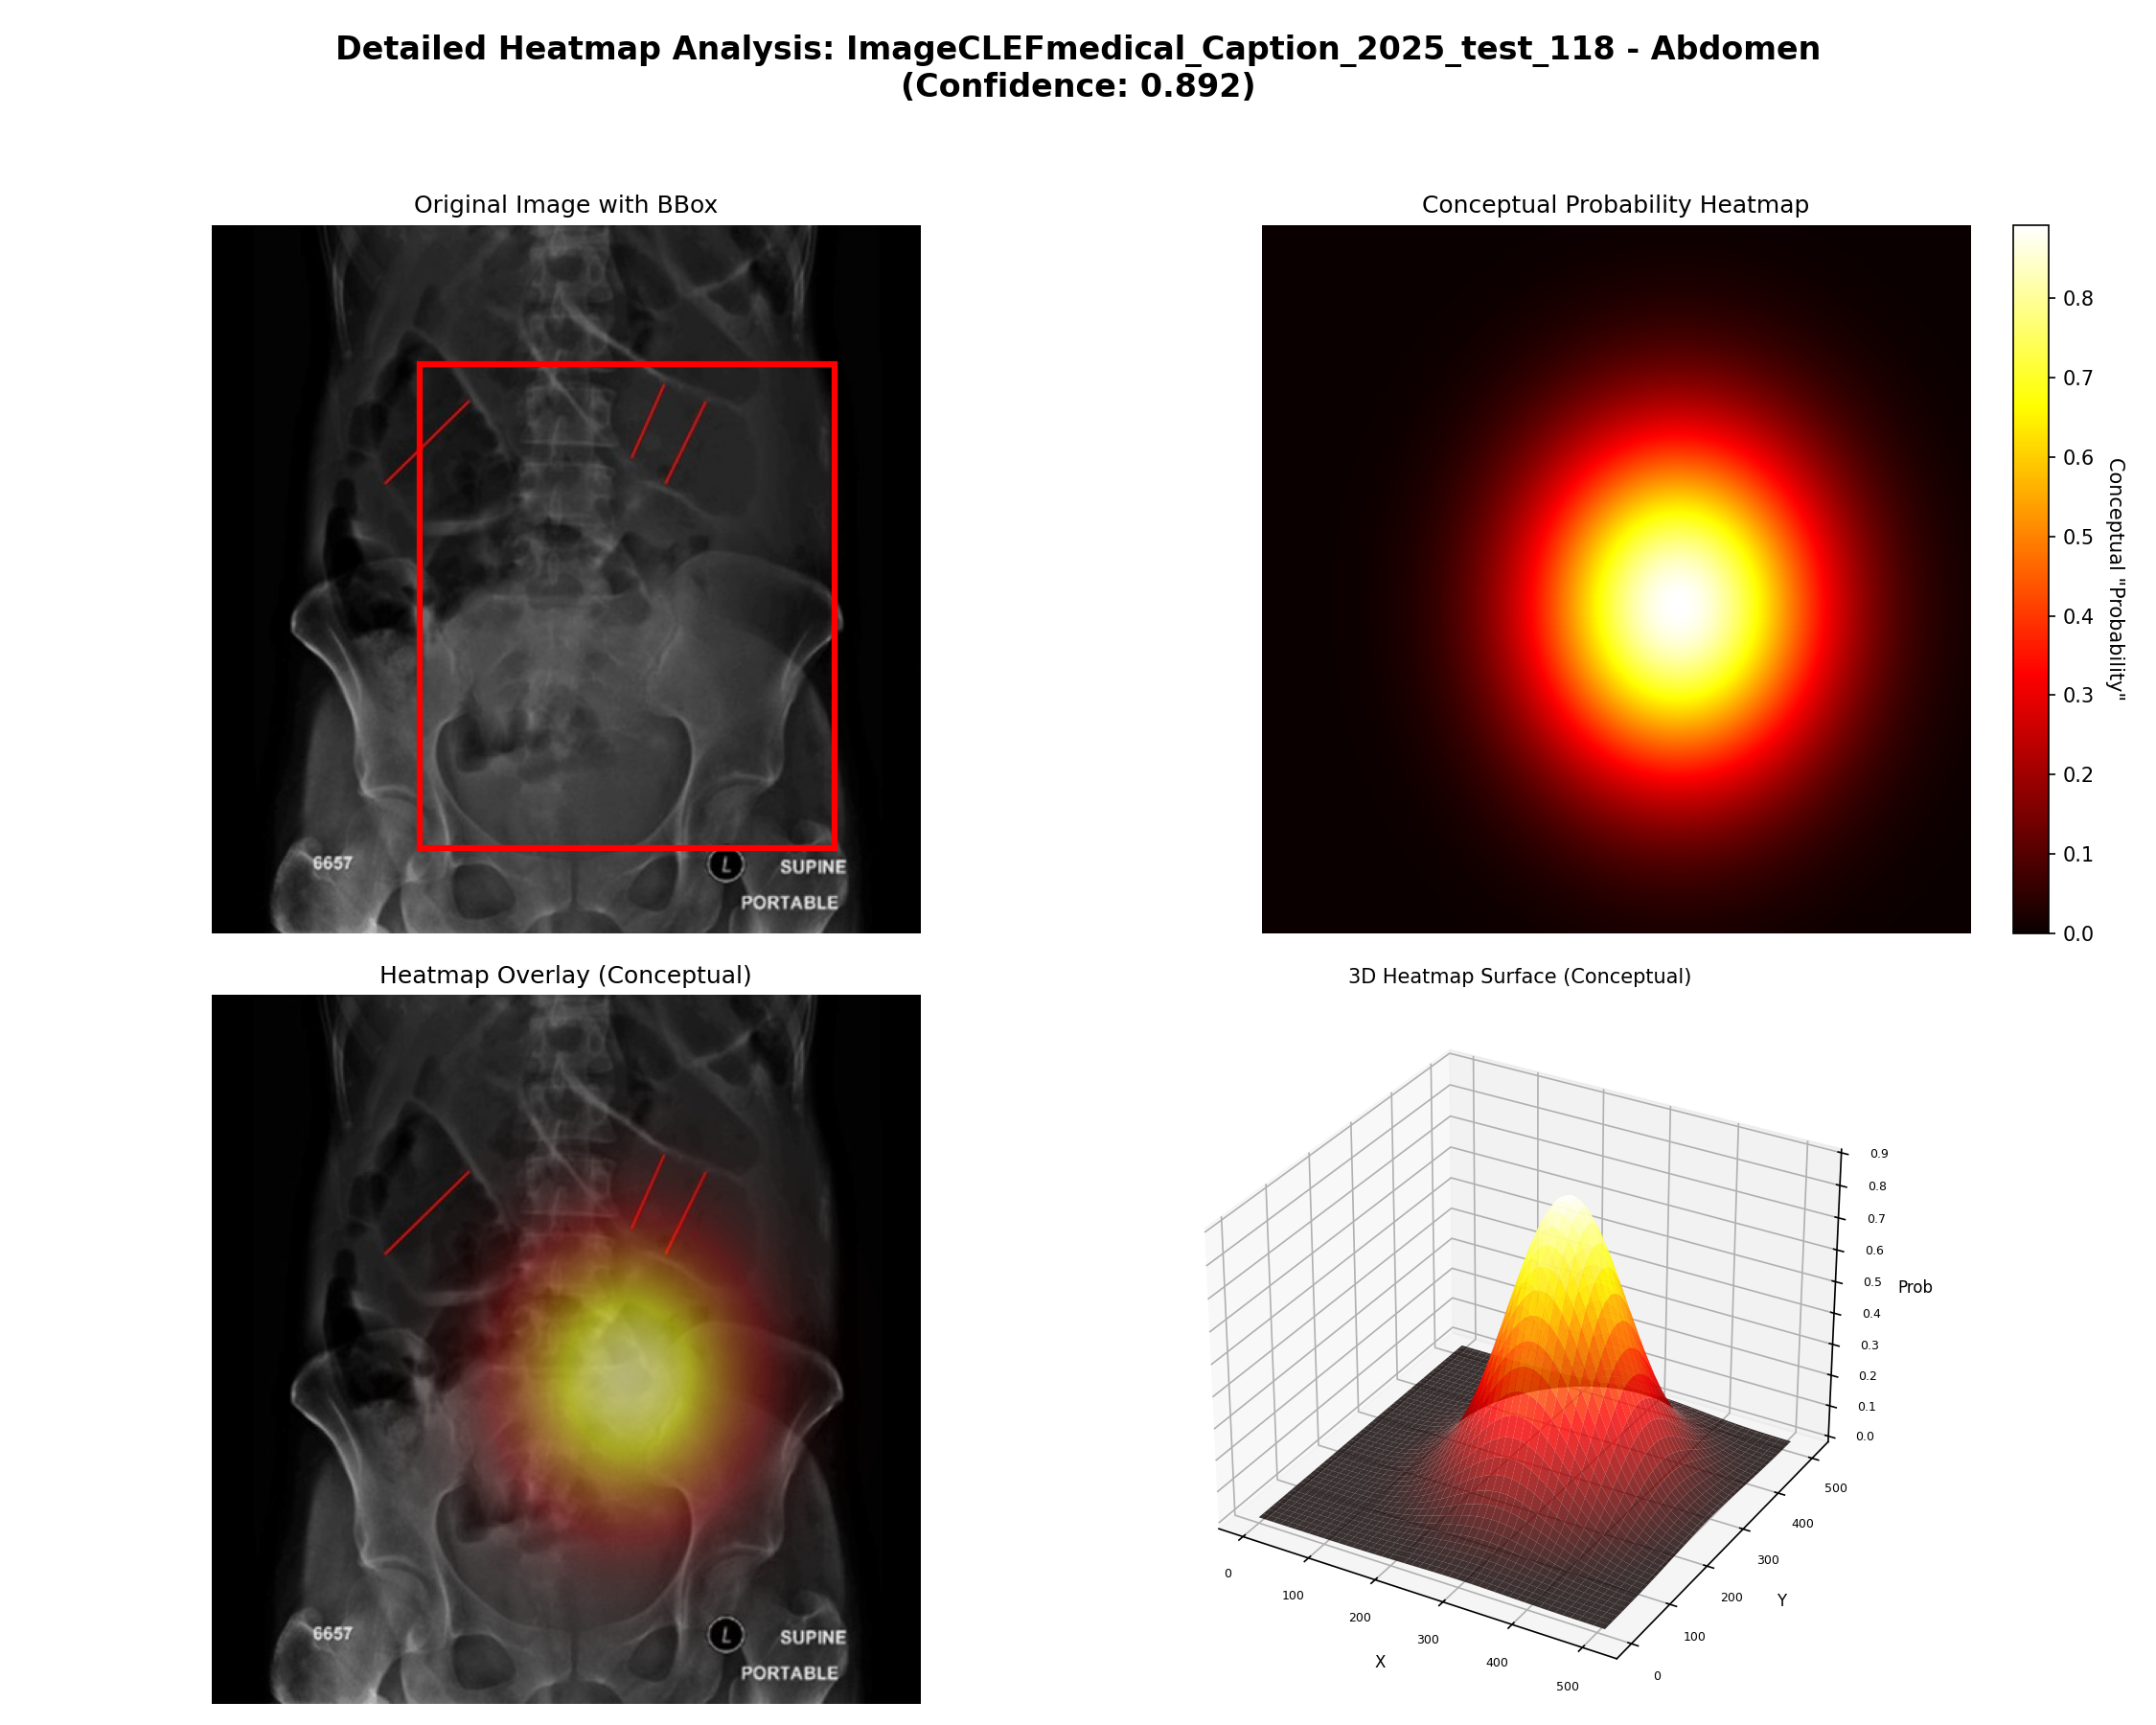 Detailed Heatmap Analysis: ImageCLEFmedical_Caption_2025_test_118 - Abdomen
(Confidence: 0.892)
Original Image with BBox
6657
L
SUPINE
PORTABLE
Conceptual Probability Heatmap
0.8
0.7
0.6
0.5
0.4
0.3
0.2
0.1
0.0
Conceptual "Probability"
Heatmap Overlay (Conceptual)
6657
L
SUPINE
PORTABLE
3D Heatmap Surface (Conceptual)
0.9
0.8
0.7
0.6
0.5
0.4
0.3
0.2
0.1
0.0
Prob
0
100
200
300
400
500
X
0
100
200
300
400
500
Y